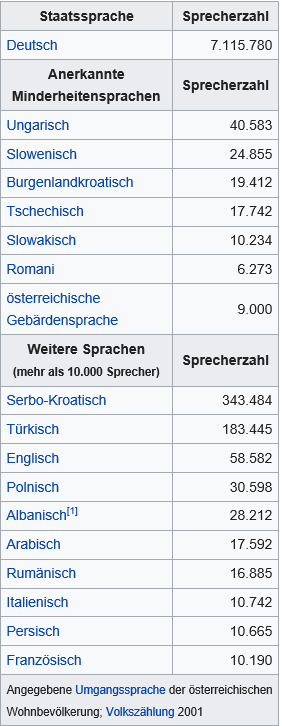 Staatssprache Sprecherzahl
Deutsch 7.115.780
Anerkannte
Minderheitensprachen Sprecherzahl
Ungarisch 40.583
Slowenisch 24.855
Burgenlandkroatisch 19.412
Tschechisch 17.742
Slowakisch 10.234
Romani 6.273
österreichische
Gebärdensprache 9.000
Weitere Sprachen
(mehr als 10.000 Sprecher) Sprecherzahl
Serbo-Kroatisch 343.484
Türkisch 183.445
Englisch 58.582
Polnisch 30.598
Albanisch[1] 28.212
Arabisch 17.592
Rumänisch 16.885
Italienisch 10.742
Persisch 10.665
Französisch 10.190
Angegebene Umgangssprache der österreichischen
Wohnbevölkerung; Volkszählung 2001